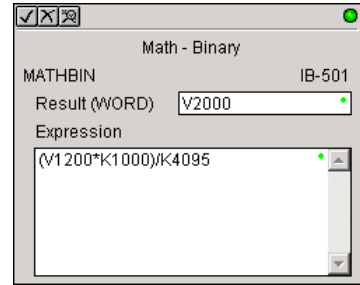 Math - Binary
MATHBIN IB-501
Result (WORD) V2000
Expression
(V1200*K1000)/K4095